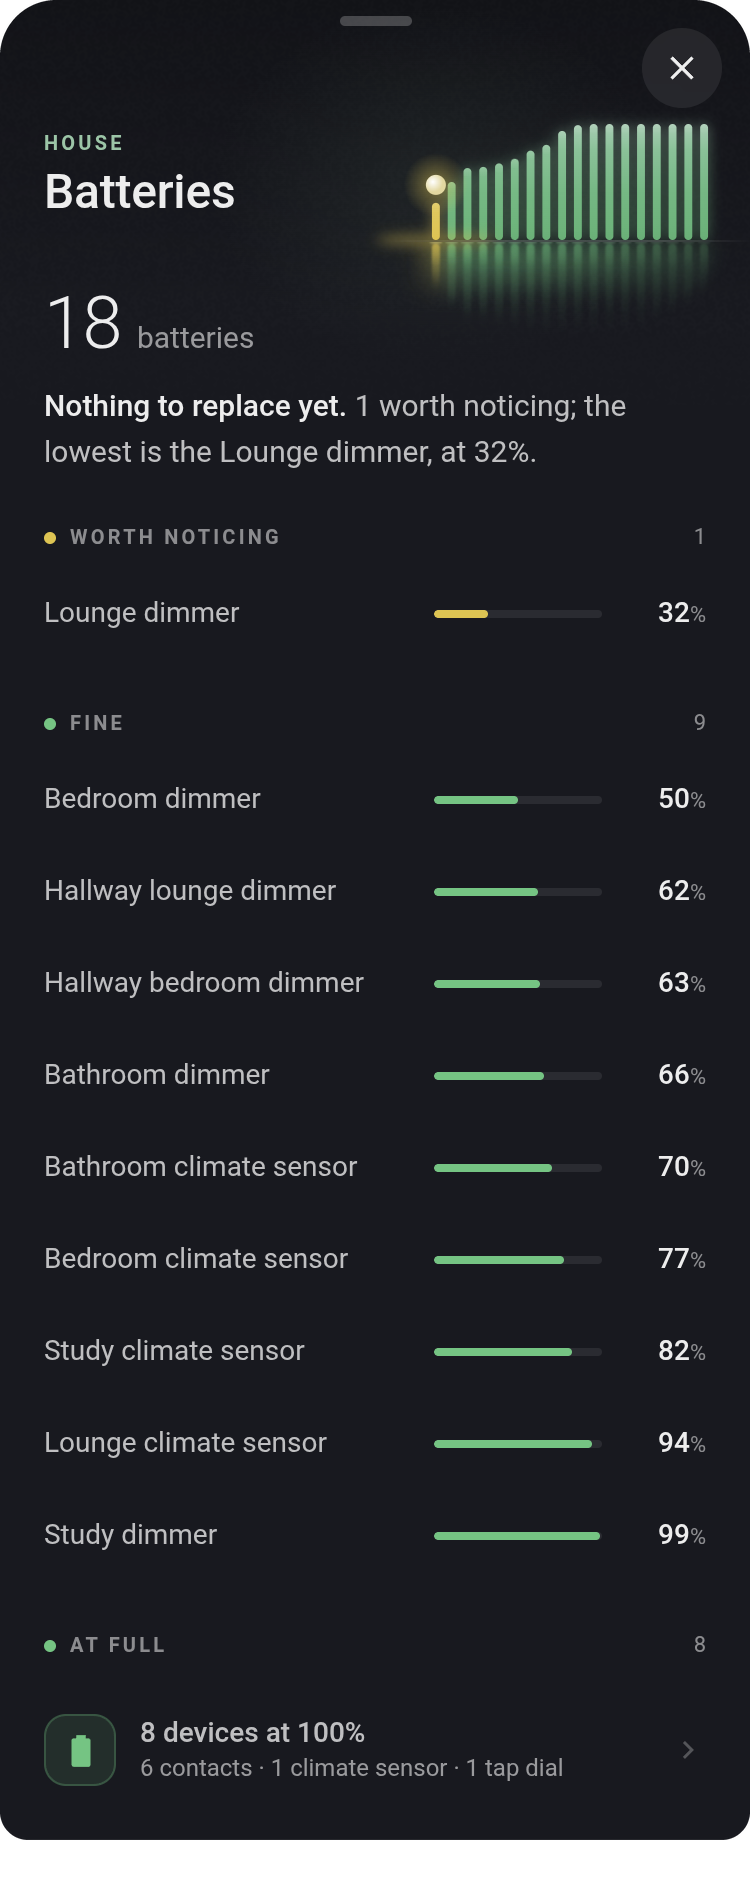 HOUSE
Batteries
18 batteries
Nothing to replace yet. 1 worth noticing; the
lowest is the Lounge dimmer, at 32%.
WORTH NOTICING 1
Lounge dimmer 32%
FINE 9
Bedroom dimmer 50%
Hallway lounge dimmer 62%
Hallway bedroom dimmer 63%
Bathroom dimmer 66%
Bathroom climate sensor 70%
Bedroom climate sensor 77%
Study climate sensor 82%
Lounge climate sensor 94%
Study dimmer 99%
AT FULL 8
8 devices at 100%
6 contacts · 1 climate sensor · 1 tap dial